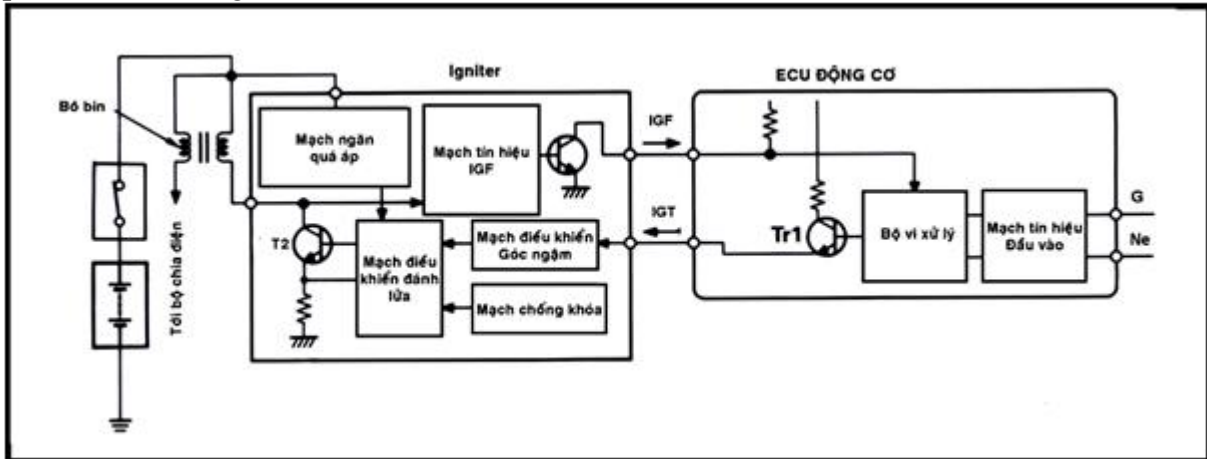 Igniter
ECU ĐỘNG CƠ
Bô bin
Mạch ngăn
quá áp
Mạch tín hiệu
IGF
IGF
IGT
G
Ne
Tr1
Bộ vi xử lý
Mạch tín hiệu
Đầu vào
T2
Mạch điều
khiển đánh
lửa
Mạch điều khiển
Góc ngậm
Mạch chống khóa
Tới bộ chia điện